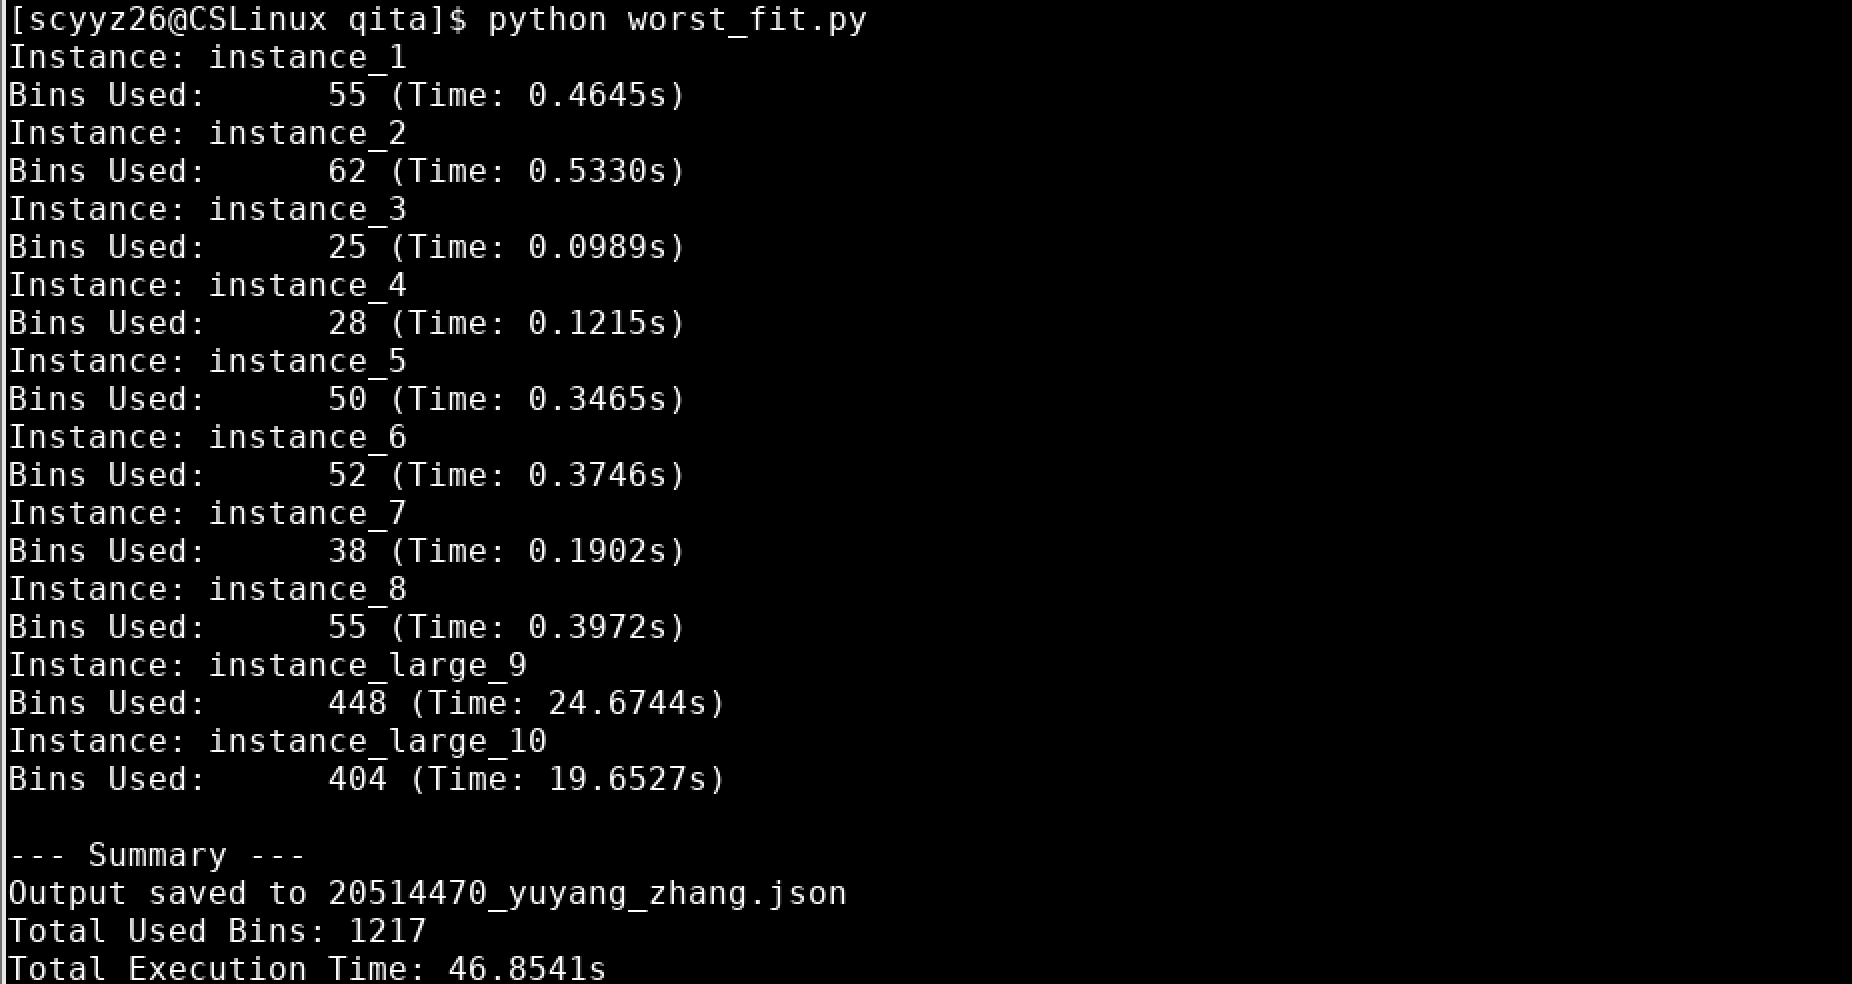 [scyyz26@CSLinux qita]$ python worst_fit.py
Instance: instance_1
Bins Used:      55 (Time: 0.4645s)
Instance: instance_2
Bins Used:      62 (Time: 0.5330s)
Instance: instance_3
Bins Used:      25 (Time: 0.0989s)
Instance: instance_4
Bins Used:      28 (Time: 0.1215s)
Instance: instance_5
Bins Used:      50 (Time: 0.3465s)
Instance: instance_6
Bins Used:      52 (Time: 0.3746s)
Instance: instance_7
Bins Used:      38 (Time: 0.1902s)
Instance: instance_8
Bins Used:      55 (Time: 0.3972s)
Instance: instance_large_9
Bins Used:      448 (Time: 24.6744s)
Instance: instance_large_10
Bins Used:      404 (Time: 19.6527s)

--- Summary ---
Output saved to 20514470_yuyang_zhang.json
Total Used Bins: 1217
Total Execution Time: 46.8541s